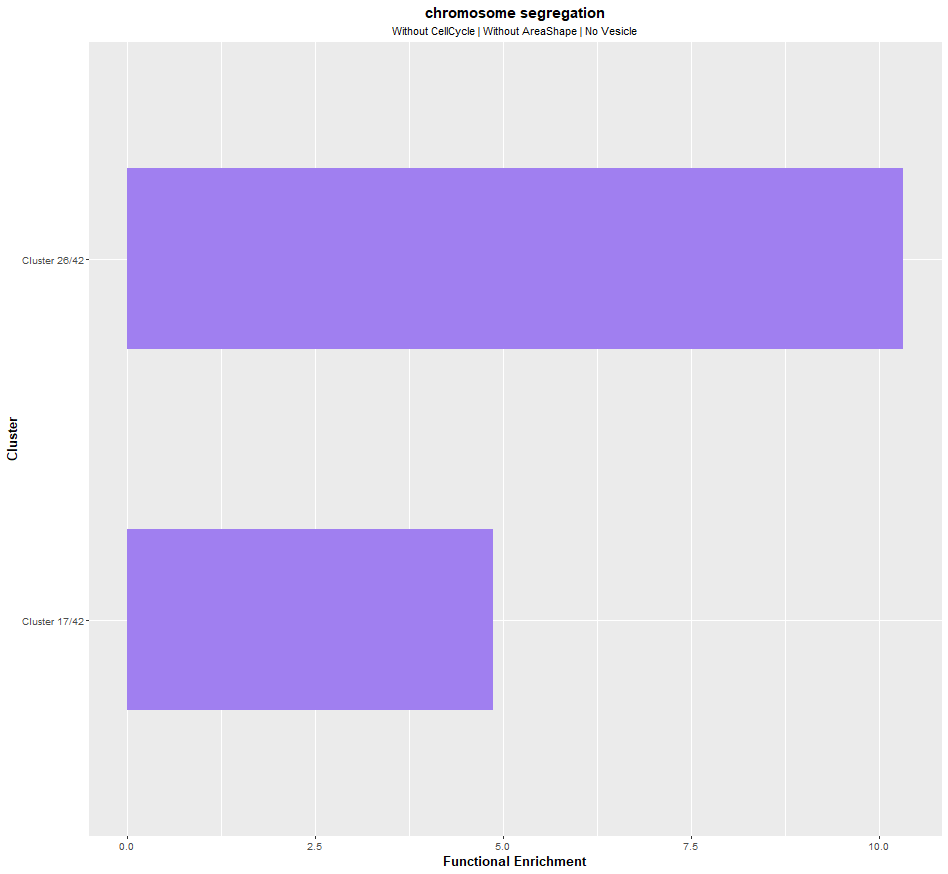 chromosome segregation
Without CellCycle | Without AreaShape | No Vesicle
Cluster 26/42
Cluster 17/42
Cluster
0.0 2.5 5.0 7.5 10.0
Functional Enrichment